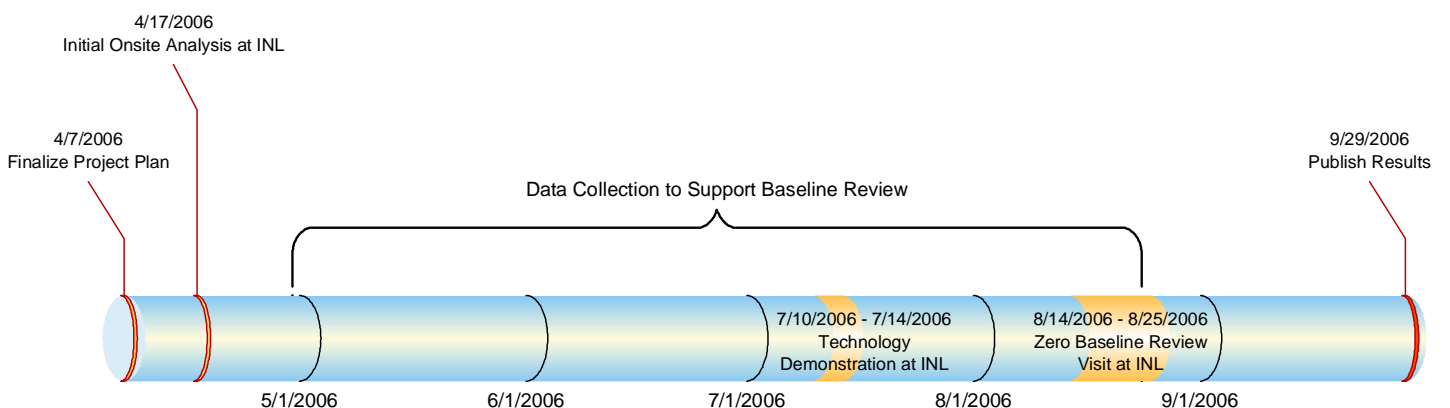 4/17/2006
Initial Onsite Analysis at INL
4/7/2006
Finalize Project Plan
9/29/2006
Publish Results
Data Collection to Support Baseline Review
7/10/2006 - 7/14/2006
Technology
Demonstration at INL
8/14/2006 - 8/25/2006
Zero Baseline Review
Visit at INL
5/1/2006
6/1/2006
7/1/2006
8/1/2006
9/1/2006